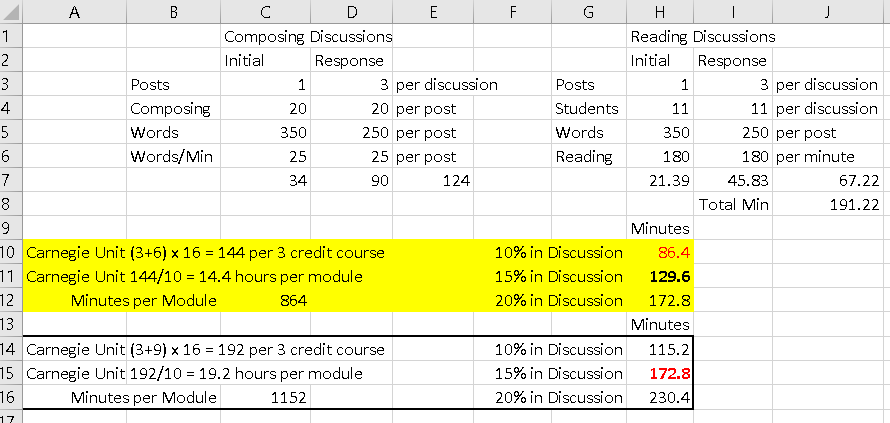 A B C D E F G H I J
1 Composing Discussions Reading Discussions
2 Initial Response Initial Response
3 Posts 1 3 per discussion Posts 1 3 per discussion
4 Composing 20 20 per post Students 11 11 per discussion
5 Words 350 250 per post Words 350 250 per post
6 Words/Min 25 25 per post Reading 180 180 per minute
7 34 90 124 21.39 45.83 67.22
8 Total Min 191.22
9 Minutes
10 Carnegie Unit (3+6) x 16 = 144 per 3 credit course 10% in Discussion 86.4
11 Carnegie Unit 144/10 = 14.4 hours per module 15% in Discussion 129.6
12 Minutes per Module 864 20% in Discussion 172.8
13 Minutes
14 Carnegie Unit (3+9) x 16 = 192 per 3 credit course 10% in Discussion 115.2
15 Carnegie Unit 192/10 = 19.2 hours per module 15% in Discussion 172.8
16 Minutes per Module 1152 20% in Discussion 230.4
17